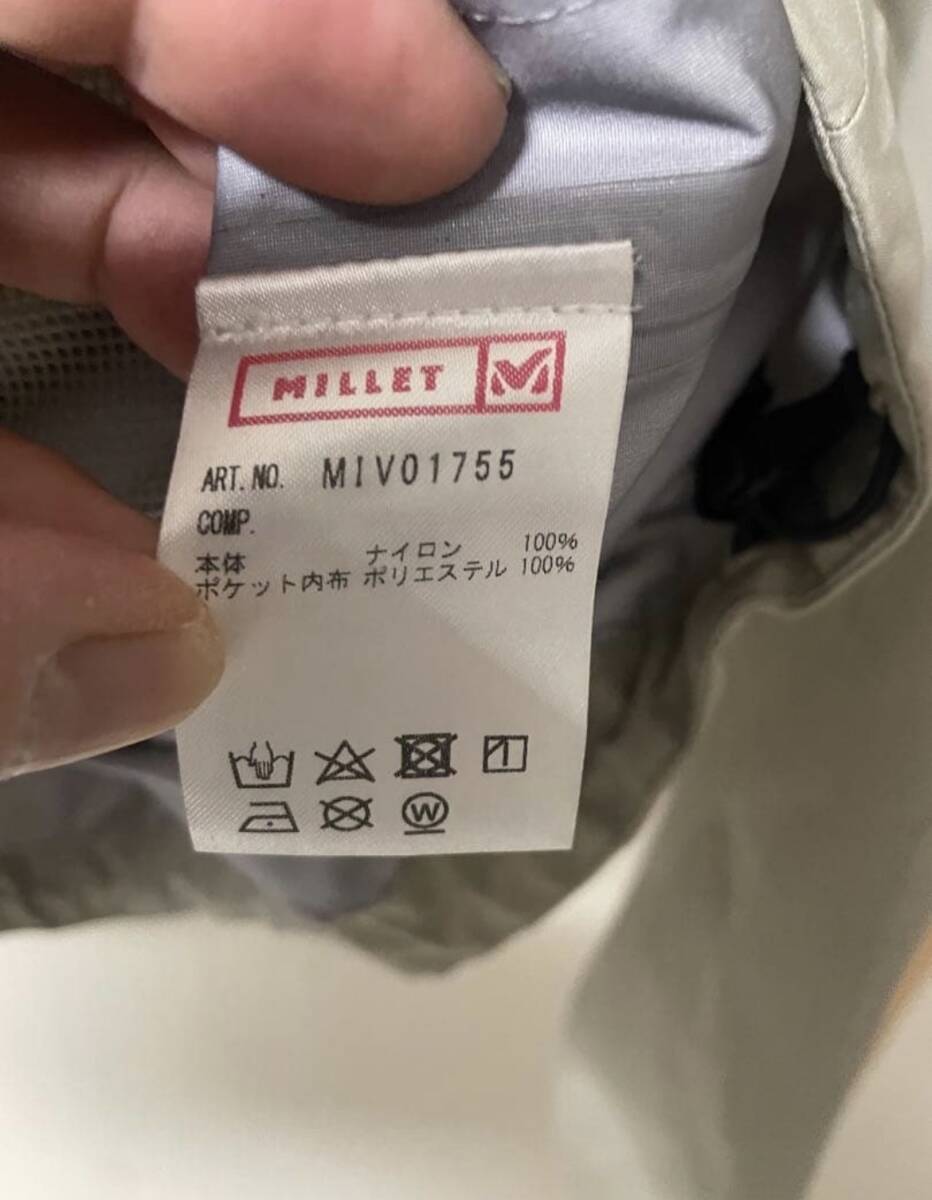 MILLET
ART. NO. MIV01755
COMP.
本体 ナイロン 100%
ポケット内布 ポリエステル 100%
W